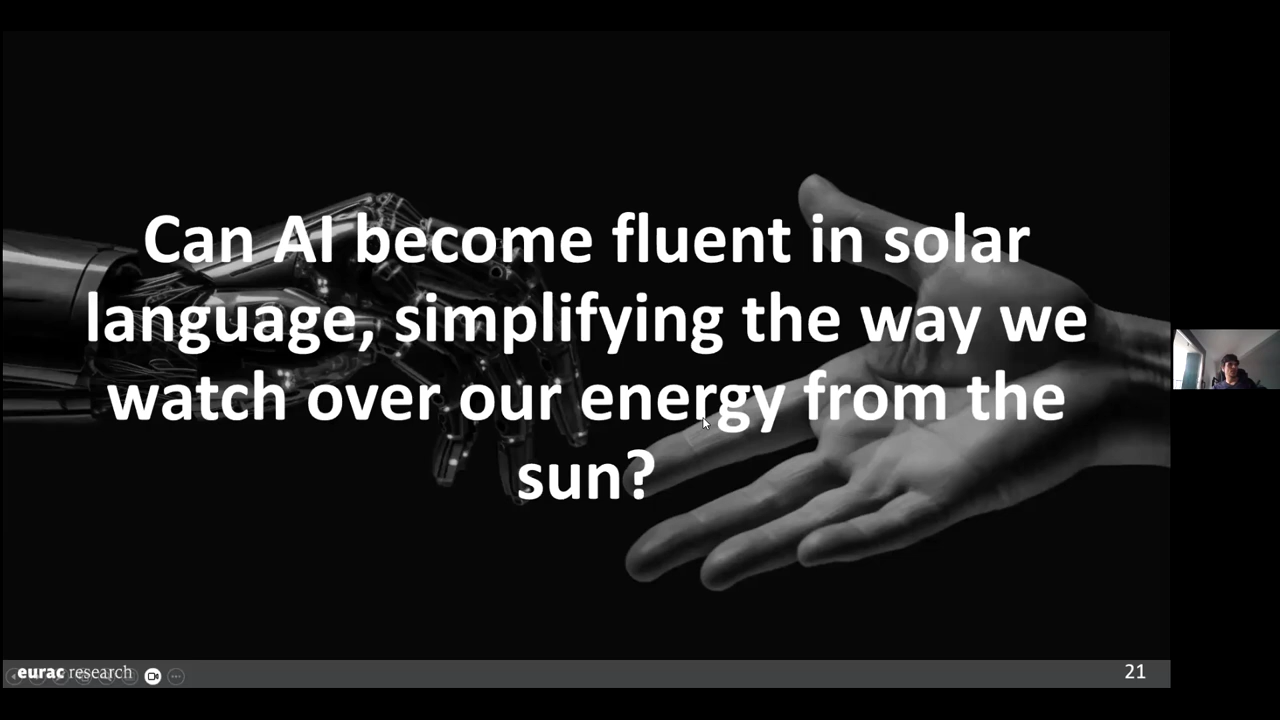 Can AI become fluent in solar
language, simplifying the way we
watch over our energy from the
sun?
eurac research
21